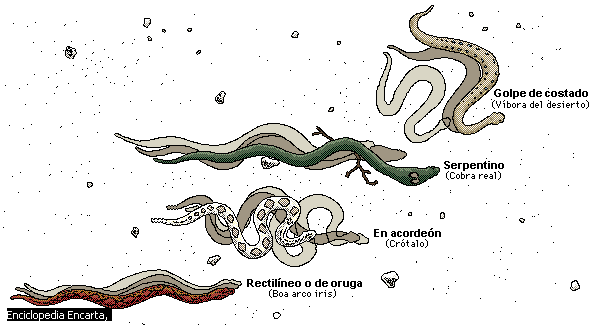 Golpe de costado
(Víbora del desierto)
Serpentino
(Cobra real)
En acordeón
(Crótalo)
Rectilíneo o de oruga
(Boa arco iris)
Enciclopedia Encarta,